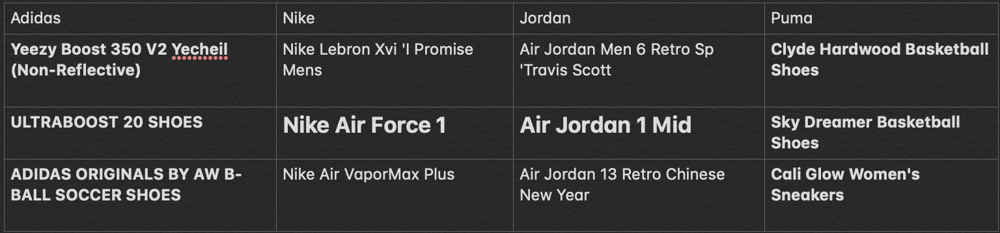 Adidas
Nike
Jordan
Puma
Yeezy Boost 350 V2 Yecheil
(Non-Reflective)
Nike Lebron Xvi 'I Promise
Mens
Air Jordan Men 6 Retro Sp
'Travis Scott
Clyde Hardwood Basketball
Shoes
ULTRABOOST 20 SHOES
Nike Air Force 1
Air Jordan 1 Mid
Sky Dreamer Basketball
Shoes
ADIDAS ORIGINALS BY AW B-
BALL SOCCER SHOES
Nike Air VaporMax Plus
Air Jordan 13 Retro Chinese
New Year
Cali Glow Women's
Sneakers